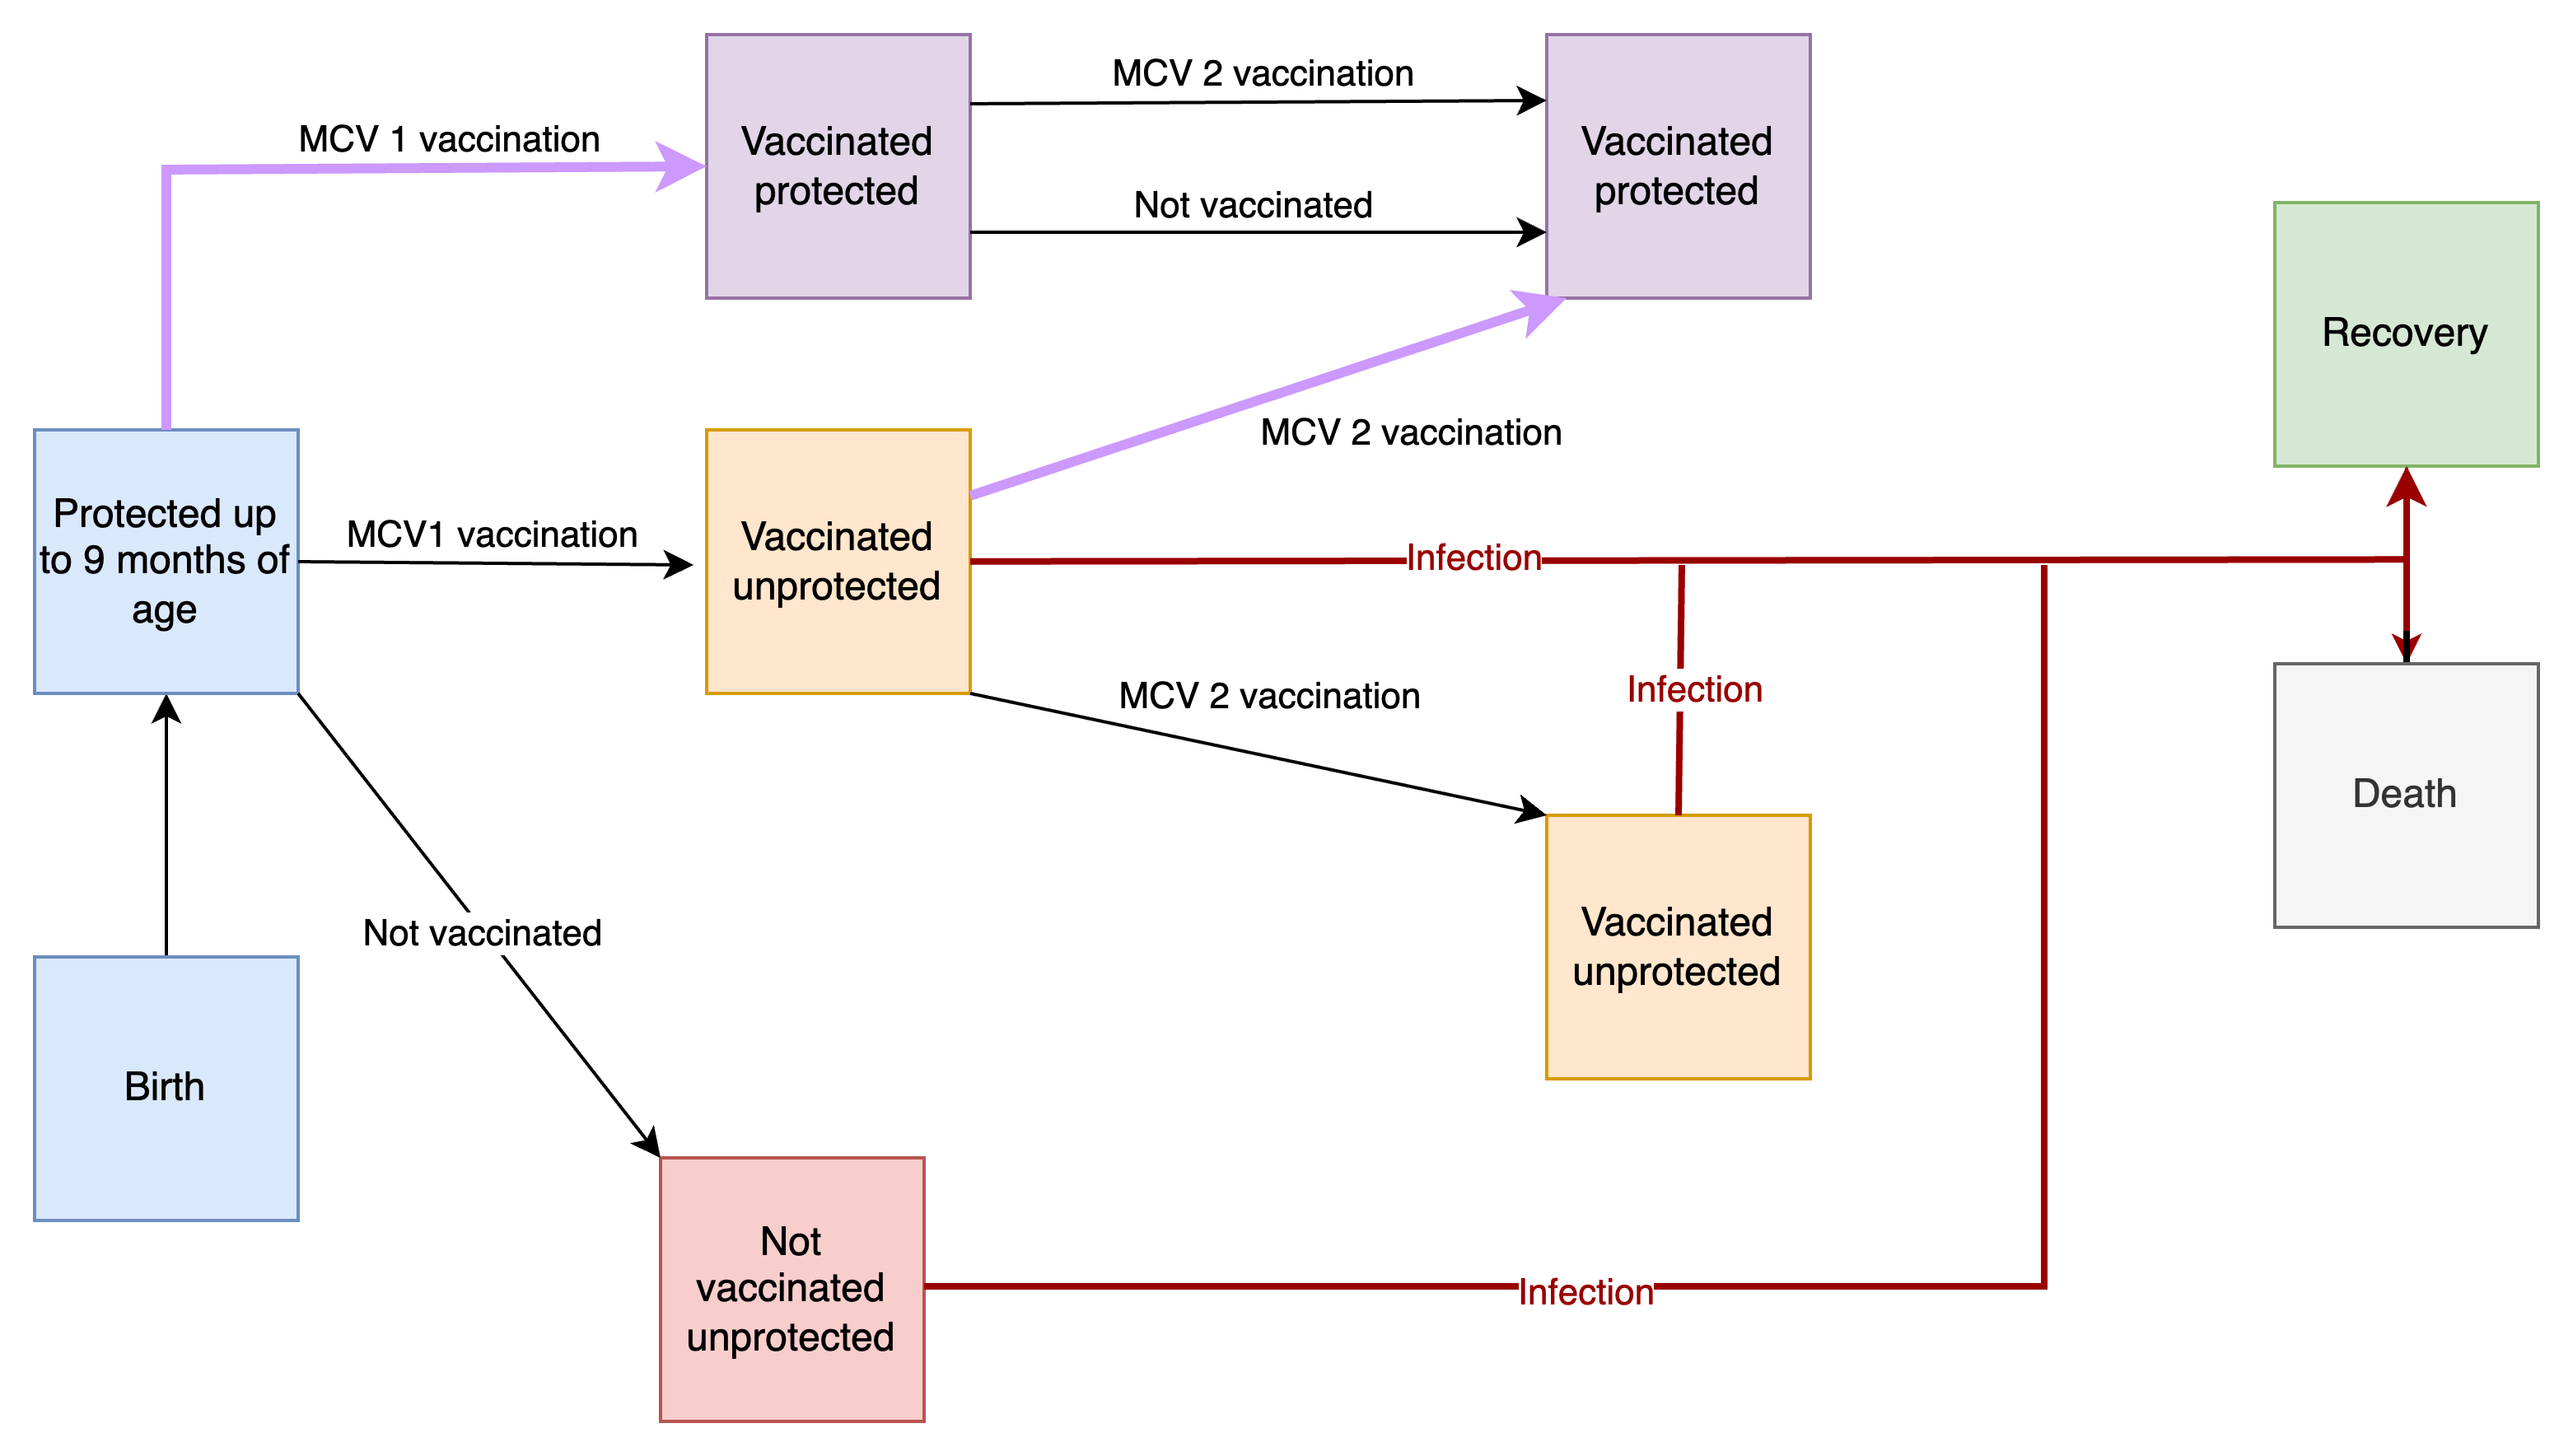 MCV 2 vaccination
MCV 1 vaccination
Vaccinated
protected
Vaccinated
protected
Not vaccinated
Recovery
MCV 2 vaccination
Protected up
to 9 months of
age
MCV1 vaccination
Vaccinated
unprotected
Infection
Infection
MCV 2 vaccination
Death
Not vaccinated
Vaccinated
unprotected
Birth
Not
vaccinated
unprotected
Infection